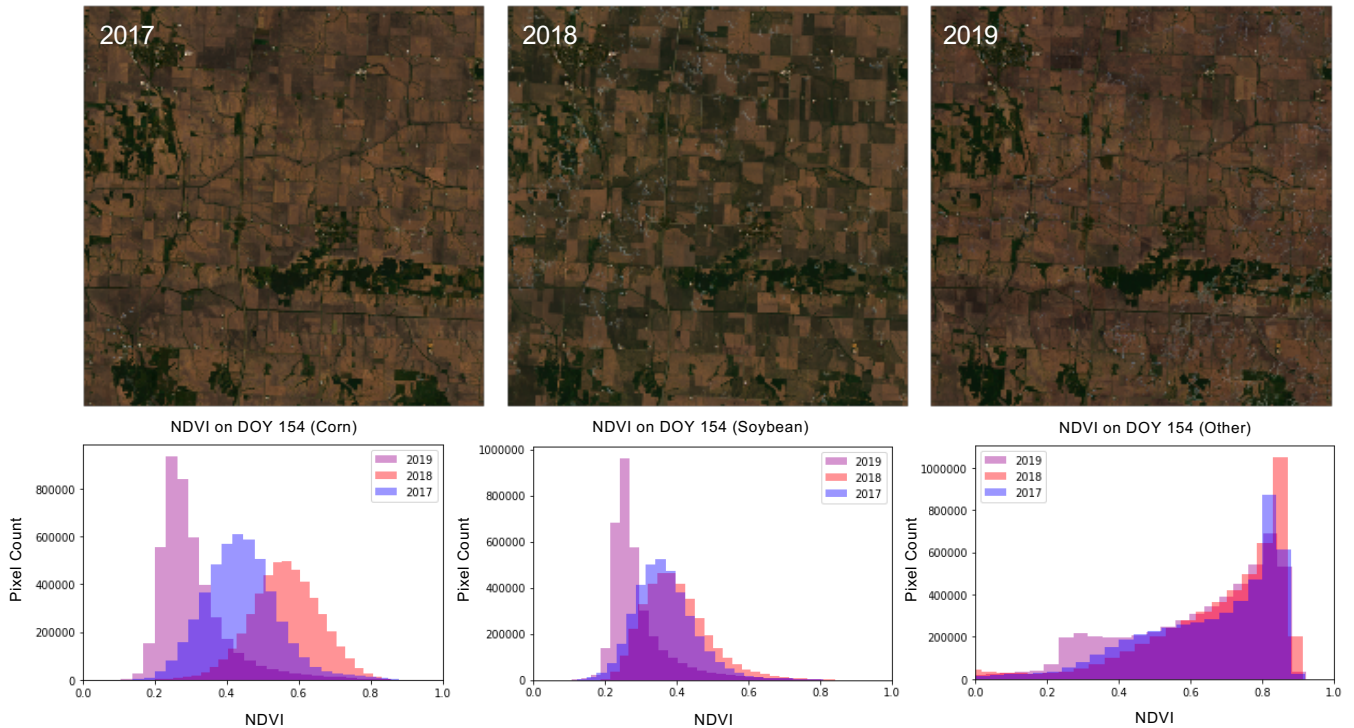 2017
2018
2019
NDVI on DOY 154 (Corn)
NDVI on DOY 154 (Soybean)
NDVI on DOY 154 (Other)
Pixel Count
800000
600000
400000
200000
0
2019
2018
2017
0.0 0.2 0.4 0.6 0.8 1.0
NDVI
Pixel Count
1000000
800000
600000
400000
200000
0
2019
2018
2017
0.0 0.2 0.4 0.6 0.8 1.0
NDVI
Pixel Count
1000000
800000
600000
400000
200000
0
2019
2018
2017
0.0 0.2 0.4 0.6 0.8 1.0
NDVI